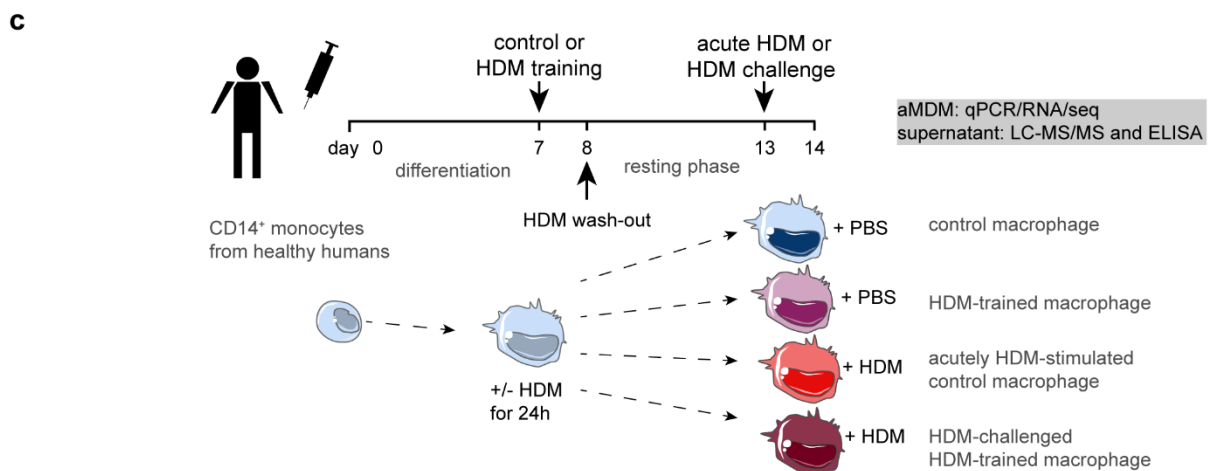 c
control or
HDM training
acute HDM or
HDM challenge
aMDM: qPCR/RNA/seq
supernatant: LC-MS/MS and ELISA
day 0 7 8 13 14
differentiation
resting phase
HDM wash-out
CD14⁺ monocytes
from healthy humans
+/- HDM
for 24h
+ PBS
control macrophage
+ PBS
HDM-trained macrophage
+ HDM
acutely HDM-stimulated
control macrophage
+ HDM
HDM-challenged
HDM-trained macrophage